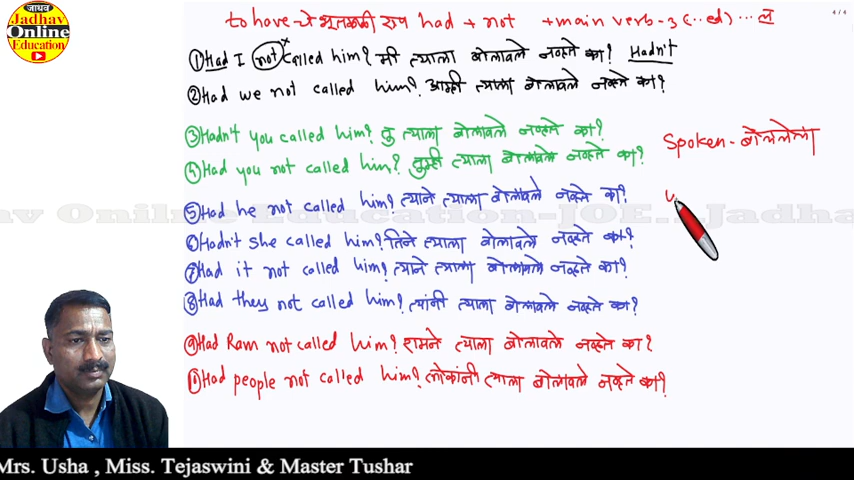 जाधव
Jadhav
Online
Education
4 / 4
to have - चे भूतकाळी रूप had + not + main verb - 3 (...ed) ... ल
① Had I not called him? मी त्याला बोलावले नव्हते का? Hadn't
② Had we not called him? आम्ही त्याला बोलावले नव्हते का?
③ Hadn't you called him? तु त्याला बोलावले नव्हते का?
④ Had you not called him? तुम्ही त्याला बोलावले नव्हते का?
Spoken - बोललेला
⑤ Had he not called him? त्याने त्याला बोलावले नव्हते का?
⑥ Hadn't she called him? तिने त्याला बोलावले नव्हते का?
⑦ Had it not called him? त्याने त्याला बोलावले नव्हते का?
⑧ Had they not called him? त्यांनी त्याला बोलावले नव्हते का?
⑨ Had Ram not called him? रामने त्याला बोलावले नव्हते का?
⑩ Had people not called him? लोकांनी त्याला बोलावले नव्हते का?
Mrs. Usha , Miss. Tejaswini & Master Tushar